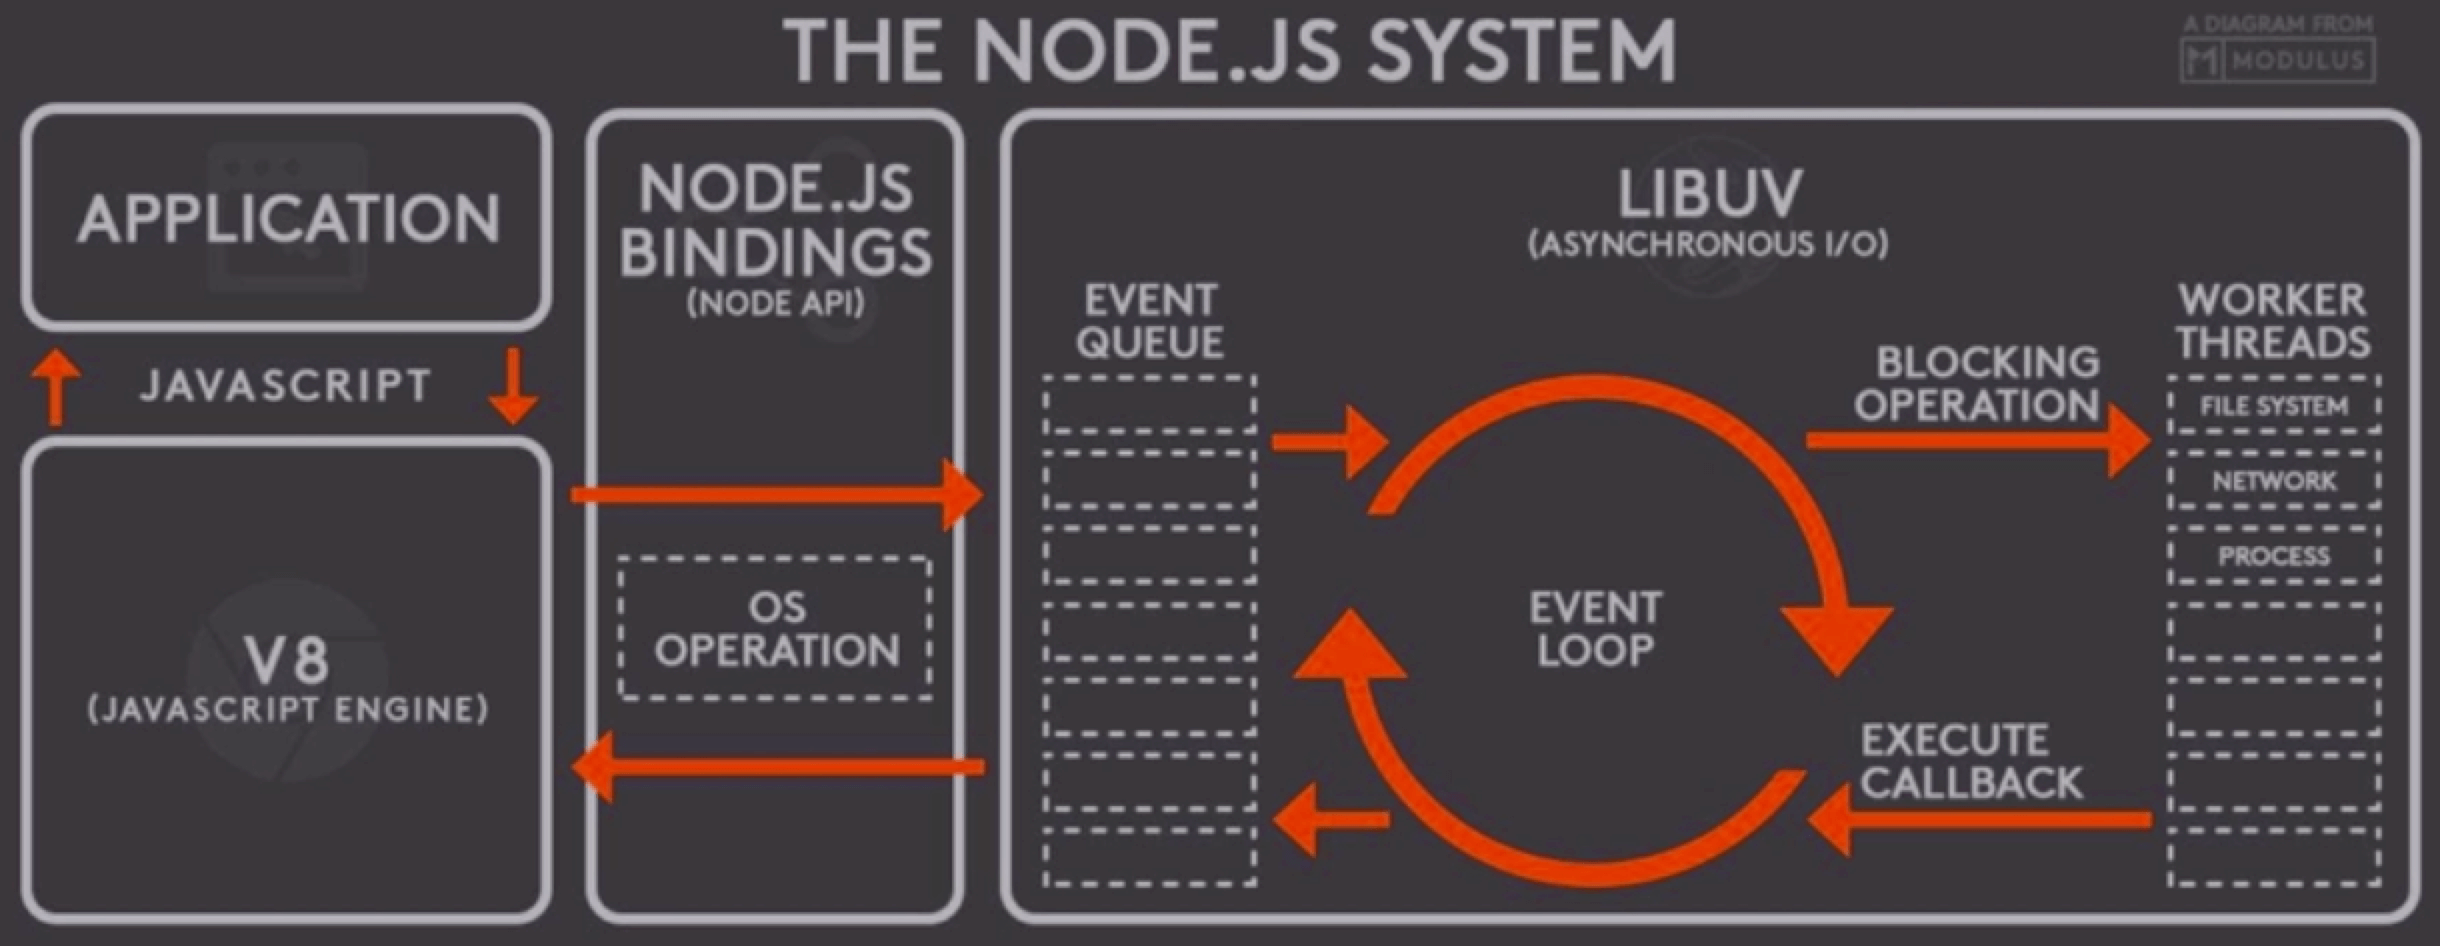 THE NODE.JS SYSTEM
A DIAGRAM FROM
MODULUS
APPLICATION
JAVASCRIPT
V8
(JAVASCRIPT ENGINE)
NODE.JS
BINDINGS
(NODE API)
OS
OPERATION
LIBUV
(ASYNCHRONOUS I/O)
EVENT
QUEUE
EVENT
LOOP
BLOCKING
OPERATION
EXECUTE
CALLBACK
WORKER
THREADS
FILE SYSTEM
NETWORK
PROCESS